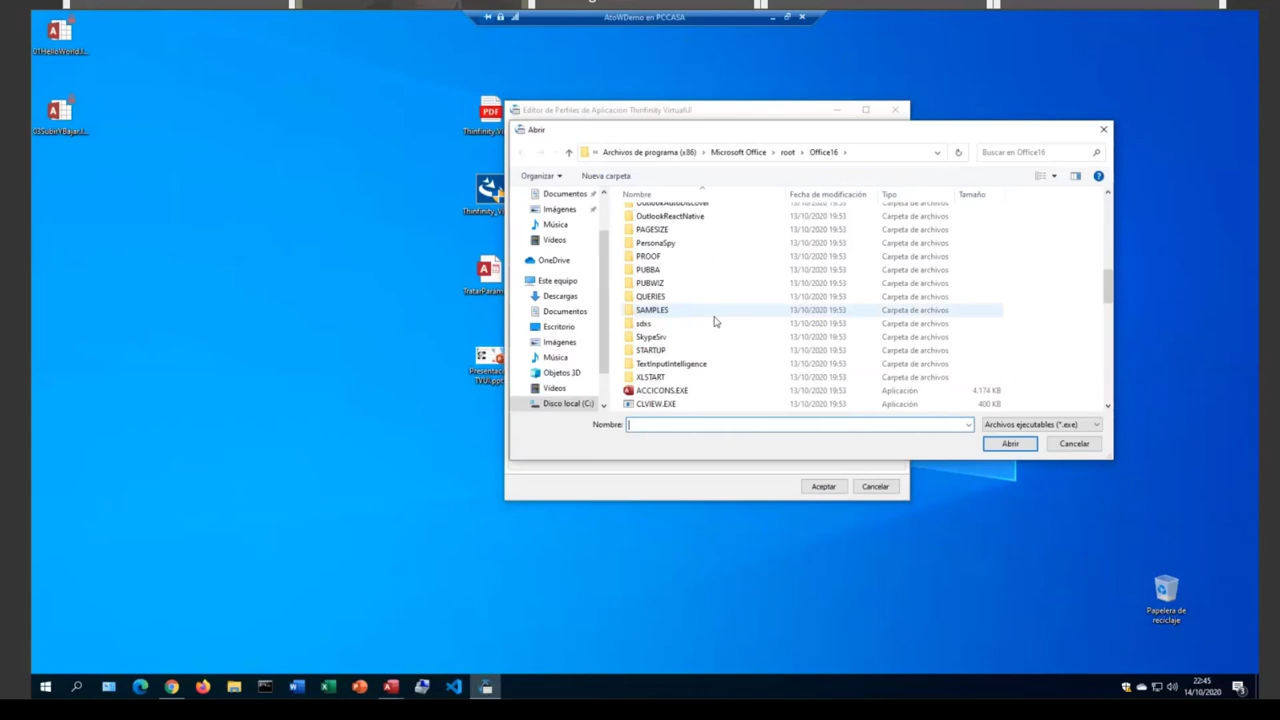 AtoWDemo en PCCASA
01HelloWorld.l...
03SubirYBajar.l...
PDF
Thinfinity.Vi
Thinfinity_V
TratarParam
Presentac
TVU.ppt
Editor de Perfiles de Aplicación Thinfinity VirtualUI
Abrir
« Archivos de programa (x86) › Microsoft Office › root › Office16 ›
Buscar en Office16
Organizar
Nueva carpeta
Documentos
Imágenes
Música
Vídeos
OneDrive
Este equipo
Descargas
Documentos
Escritorio
Imágenes
Música
Objetos 3D
Vídeos
Disco local (C:)
Nombre Fecha de modificación Tipo Tamaño
OutlookAutoDiscover 13/10/2020 19:53 Carpeta de archivos
OutlookReactNative 13/10/2020 19:53 Carpeta de archivos
PAGESIZE 13/10/2020 19:53 Carpeta de archivos
PersonaSpy 13/10/2020 19:53 Carpeta de archivos
PROOF 13/10/2020 19:53 Carpeta de archivos
PUBBA 13/10/2020 19:53 Carpeta de archivos
PUBWIZ 13/10/2020 19:53 Carpeta de archivos
QUERIES 13/10/2020 19:53 Carpeta de archivos
SAMPLES 13/10/2020 19:53 Carpeta de archivos
sdxs 13/10/2020 19:53 Carpeta de archivos
SkypeSrv 13/10/2020 19:53 Carpeta de archivos
STARTUP 13/10/2020 19:53 Carpeta de archivos
TextInputIntelligence 13/10/2020 19:53 Carpeta de archivos
XLSTART 13/10/2020 19:53 Carpeta de archivos
ACCICONS.EXE 13/10/2020 19:53 Aplicación 4.174 KB
CLVIEW.EXE 13/10/2020 19:53 Aplicación 400 KB
Nombre:
Archivos ejecutables (*.exe)
Abrir
Cancelar
Aceptar
Cancelar
Papelera de
reciclaje
22:45
14/10/2020